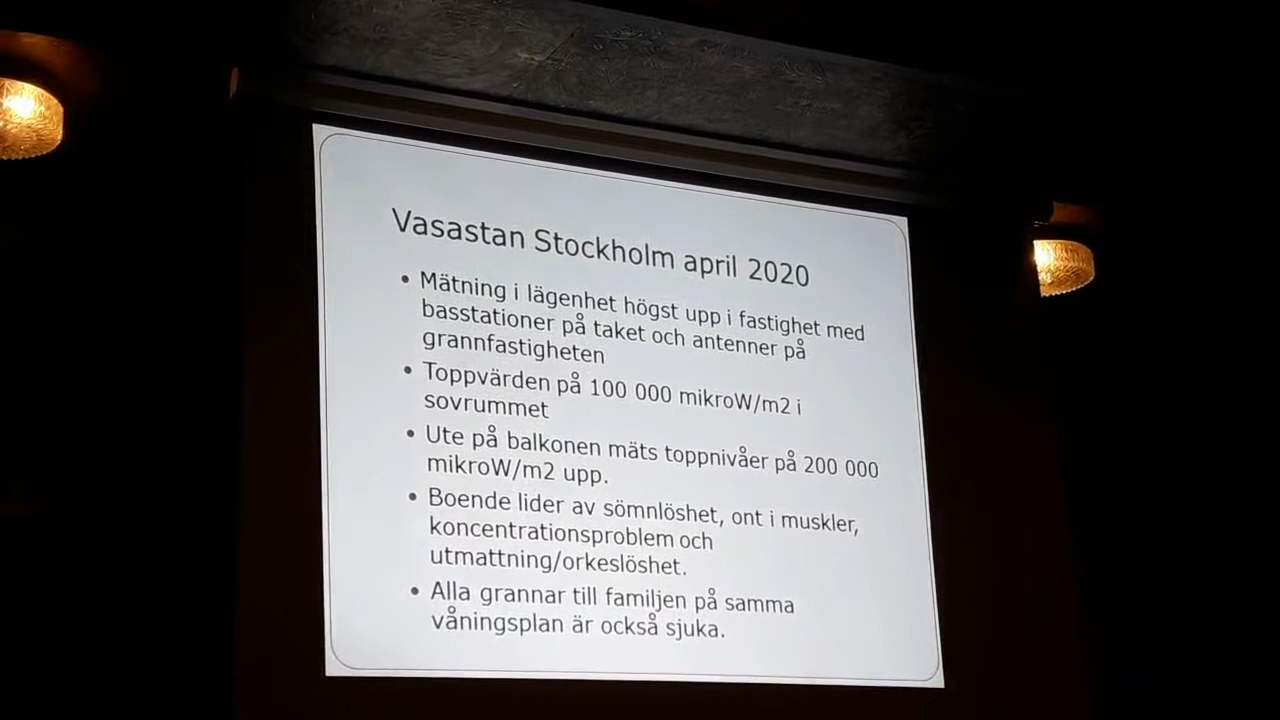 Vasastan Stockholm april 2020
• Mätning i lägenhet högst upp i fastighet med
basstationer på taket och antenner på
grannfastigheten
• Toppvärden på 100 000 mikroW/m2 i
sovrummet
• Ute på balkonen mäts toppnivåer på 200 000
mikroW/m2 upp.
• Boende lider av sömnlöshet, ont i muskler,
koncentrationsproblem och
utmattning/orkeslöshet.
• Alla grannar till familjen på samma
våningsplan är också sjuka.